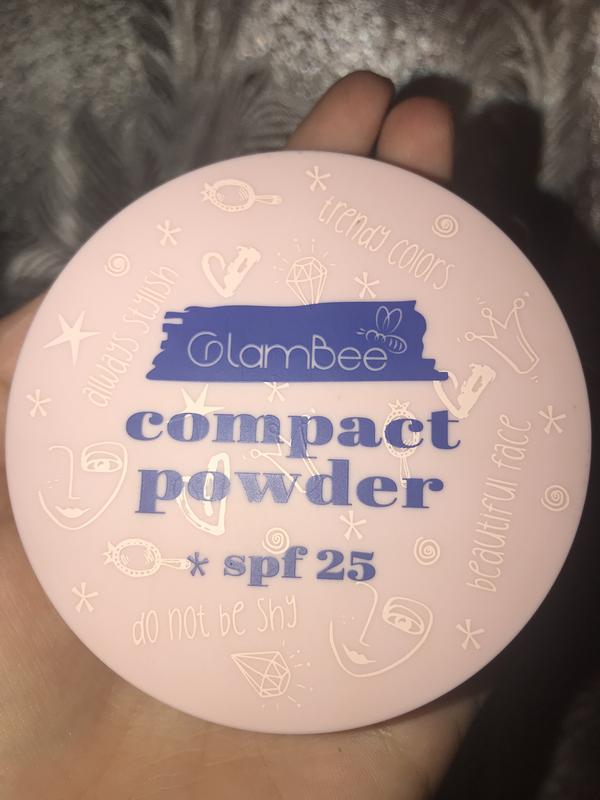 trendy colors
always stylish
GlamBee
compact
powder
* spf 25
beautiful face
do not be shy